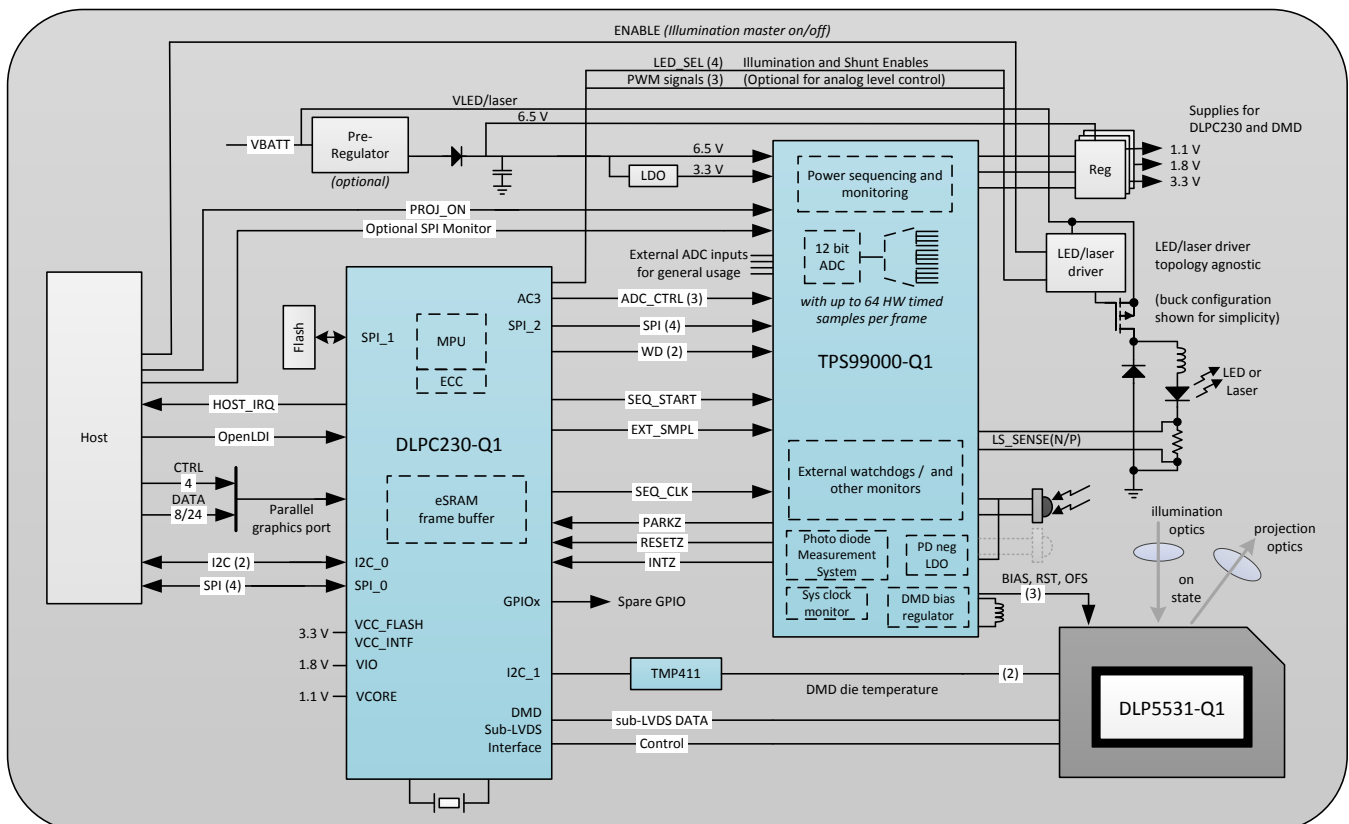 ENABLE (Illumination master on/off)
LED_SEL (4) Illumination and Shunt Enables
PWM signals (3) (Optional for analog level control)
VLED/laser
6.5 V
Supplies for
DLPC230 and DMD
VBATT
Pre-
Regulator
(optional)
6.5 V
3.3 V
LDO
Power sequencing and
monitoring
Reg
1.1 V
1.8 V
3.3 V
PROJ_ON
Optional SPI Monitor
External ADC inputs
for general usage
12 bit
ADC
with up to 64 HW timed
samples per frame
LED/laser
driver
LED/laser driver
topology agnostic
(buck configuration
shown for simplicity)
Host
Flash
SPI_1
MPU
ECC
AC3
SPI_2
ADC_CTRL (3)
SPI (4)
WD (2)
TPS99000-Q1
LED or
Laser
HOST_IRQ
OpenLDI
DLPC230-Q1
SEQ_START
EXT_SMPL
LS_SENSE(N/P)
CTRL
4
DATA
8/24
Parallel
graphics port
eSRAM
frame buffer
SEQ_CLK
PARKZ
RESETZ
INTZ
External watchdogs / and
other monitors
Photo diode
Measurement
System
PD neg
LDO
Sys clock
monitor
DMD bias
regulator
illumination
optics
projection
optics
on
state
BIAS, RST, OFS
(3)
I2C (2)
I2C_0
SPI (4)
SPI_0
GPIOx
Spare GPIO
3.3 V
VCC_FLASH
VCC_INTF
1.8 V
VIO
1.1 V
VCORE
I2C_1
TMP411
DMD die temperature
(2)
DMD
Sub-LVDS
Interface
sub-LVDS DATA
Control
DLP5531-Q1